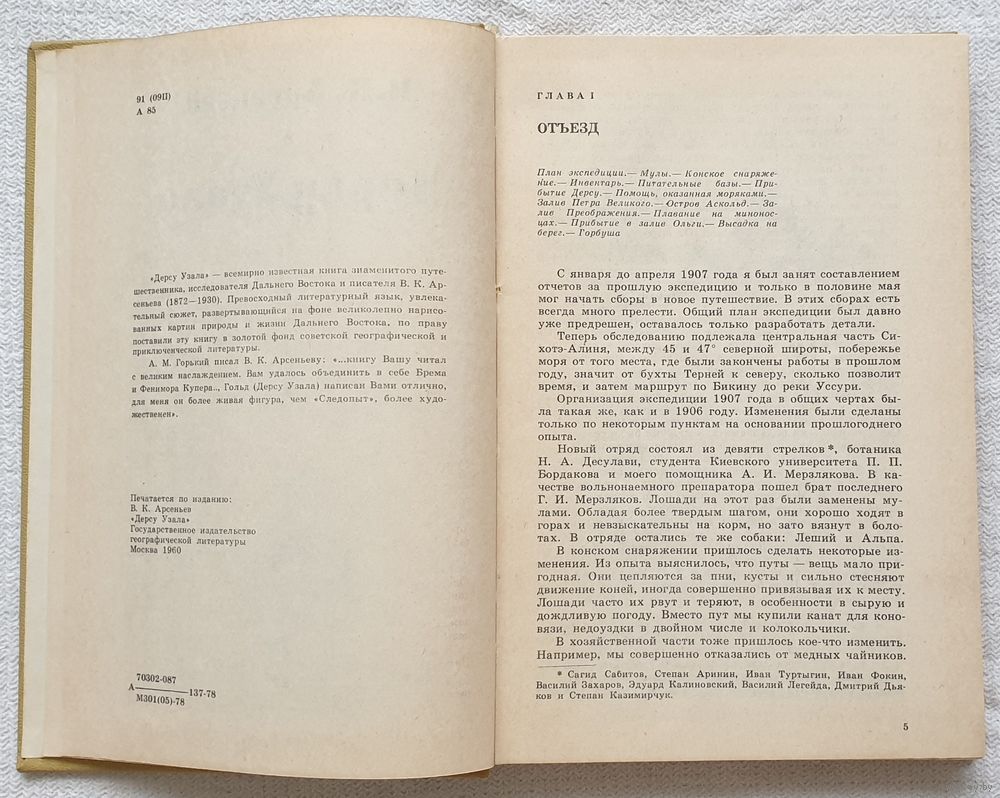 91 (09П)
А 85
«Дерсу Узала» — всемирно известная книга знаменитого путе-
шественника, исследователя Дальнего Востока и писателя В. К. Ар-
сеньева (1872—1930). Превосходный литературный язык, увлека-
тельный сюжет, развертывающийся на фоне великолепно нарисо-
ванных картин природы и жизни Дальнего Востока, по праву
поставили эту книгу в золотой фонд советской географической и
приключенческой литературы.
А. М. Горький писал В. К. Арсеньеву: «...книгу Вашу читал
с великим наслаждением. Вам удалось объединить в себе Брема
и Фенимора Купера.., Гольд (Дерсу Узала) написан Вами отлично,
для меня он более живая фигура, чем «Следопыт», более худо-
жественен».
Печатается по изданию:
В. К. Арсеньев
«Дерсу Узала»
Государственное издательство
географической литературы
Москва 1960
70302-087
А 137-78
М301(05)-78
ГЛАВА I
ОТЪЕЗД
План экспедиции.— Мулы.— Конское снаряже-
ние.— Инвентарь.— Питательные базы.— При-
бытие Дерсу.— Помощь, оказанная моряками.—
Залив Петра Великого.— Остров Аскольд.— За-
лив Преображения.— Плавание на миноно-
сцах.— Прибытие в залив Ольги.— Высадка на
берег.— Горбуша
С января до апреля 1907 года я был занят составлением
отчетов за прошлую экспедицию и только в половине мая
мог начать сборы в новое путешествие. В этих сборах есть
всегда много прелести. Общий план экспедиции был давно
уже предрешен, оставалось только разработать детали.
Теперь обследованию подлежала центральная часть Си-
хотэ-Алиня, между 45 и 47° северной широты, побережье
моря от того места, где были закончены работы в прошлом
году, значит от бухты Терней к северу, сколько позволит
время, и затем маршрут по Бикину до реки Уссури.
Организация экспедиции 1907 года в общих чертах бы-
ла такая же, как и в 1906 году. Изменения были сделаны
только по некоторым пунктам на основании прошлогоднего
опыта.
Новый отряд состоял из девяти стрелков*, ботаника
Н. А. Десулави, студента Киевского университета П. П.
Бордакова и моего помощника А. И. Мерзлякова. В ка-
честве вольнонаемного препаратора пошел брат последнего
Г. И. Мерзляков. Лошади на этот раз были заменены му-
лами. Обладая более твердым шагом, они хорошо ходят в
горах и невзыскательны на корм, но зато вязнут в боло-
тах. В отряде остались те же собаки: Леший и Альпа.
В конском снаряжении пришлось сделать некоторые из-
менения. Из опыта выяснилось, что путы — вещь мало при-
годная. Они цепляются за пни, кусты и сильно стесняют
движение коней, иногда совершенно привязывая их к месту.
Лошади часто их рвут и теряют, в особенности в сырую и
дождливую погоду. Вместо пут мы купили канат для коно-
вязи, недоуздки в двойном числе и колокольчики.
В хозяйственной части тоже пришлось кое-что изменить.
Например, мы совершенно отказались от медных чайников.
* Сагид Сабитов, Степан Аринин, Иван Туртыгин, Иван Фокин,
Василий Захаров, Эдуард Калиновский, Василий Легейда, Дмитрий Дья-
ков и Степан Казимирчук.
5